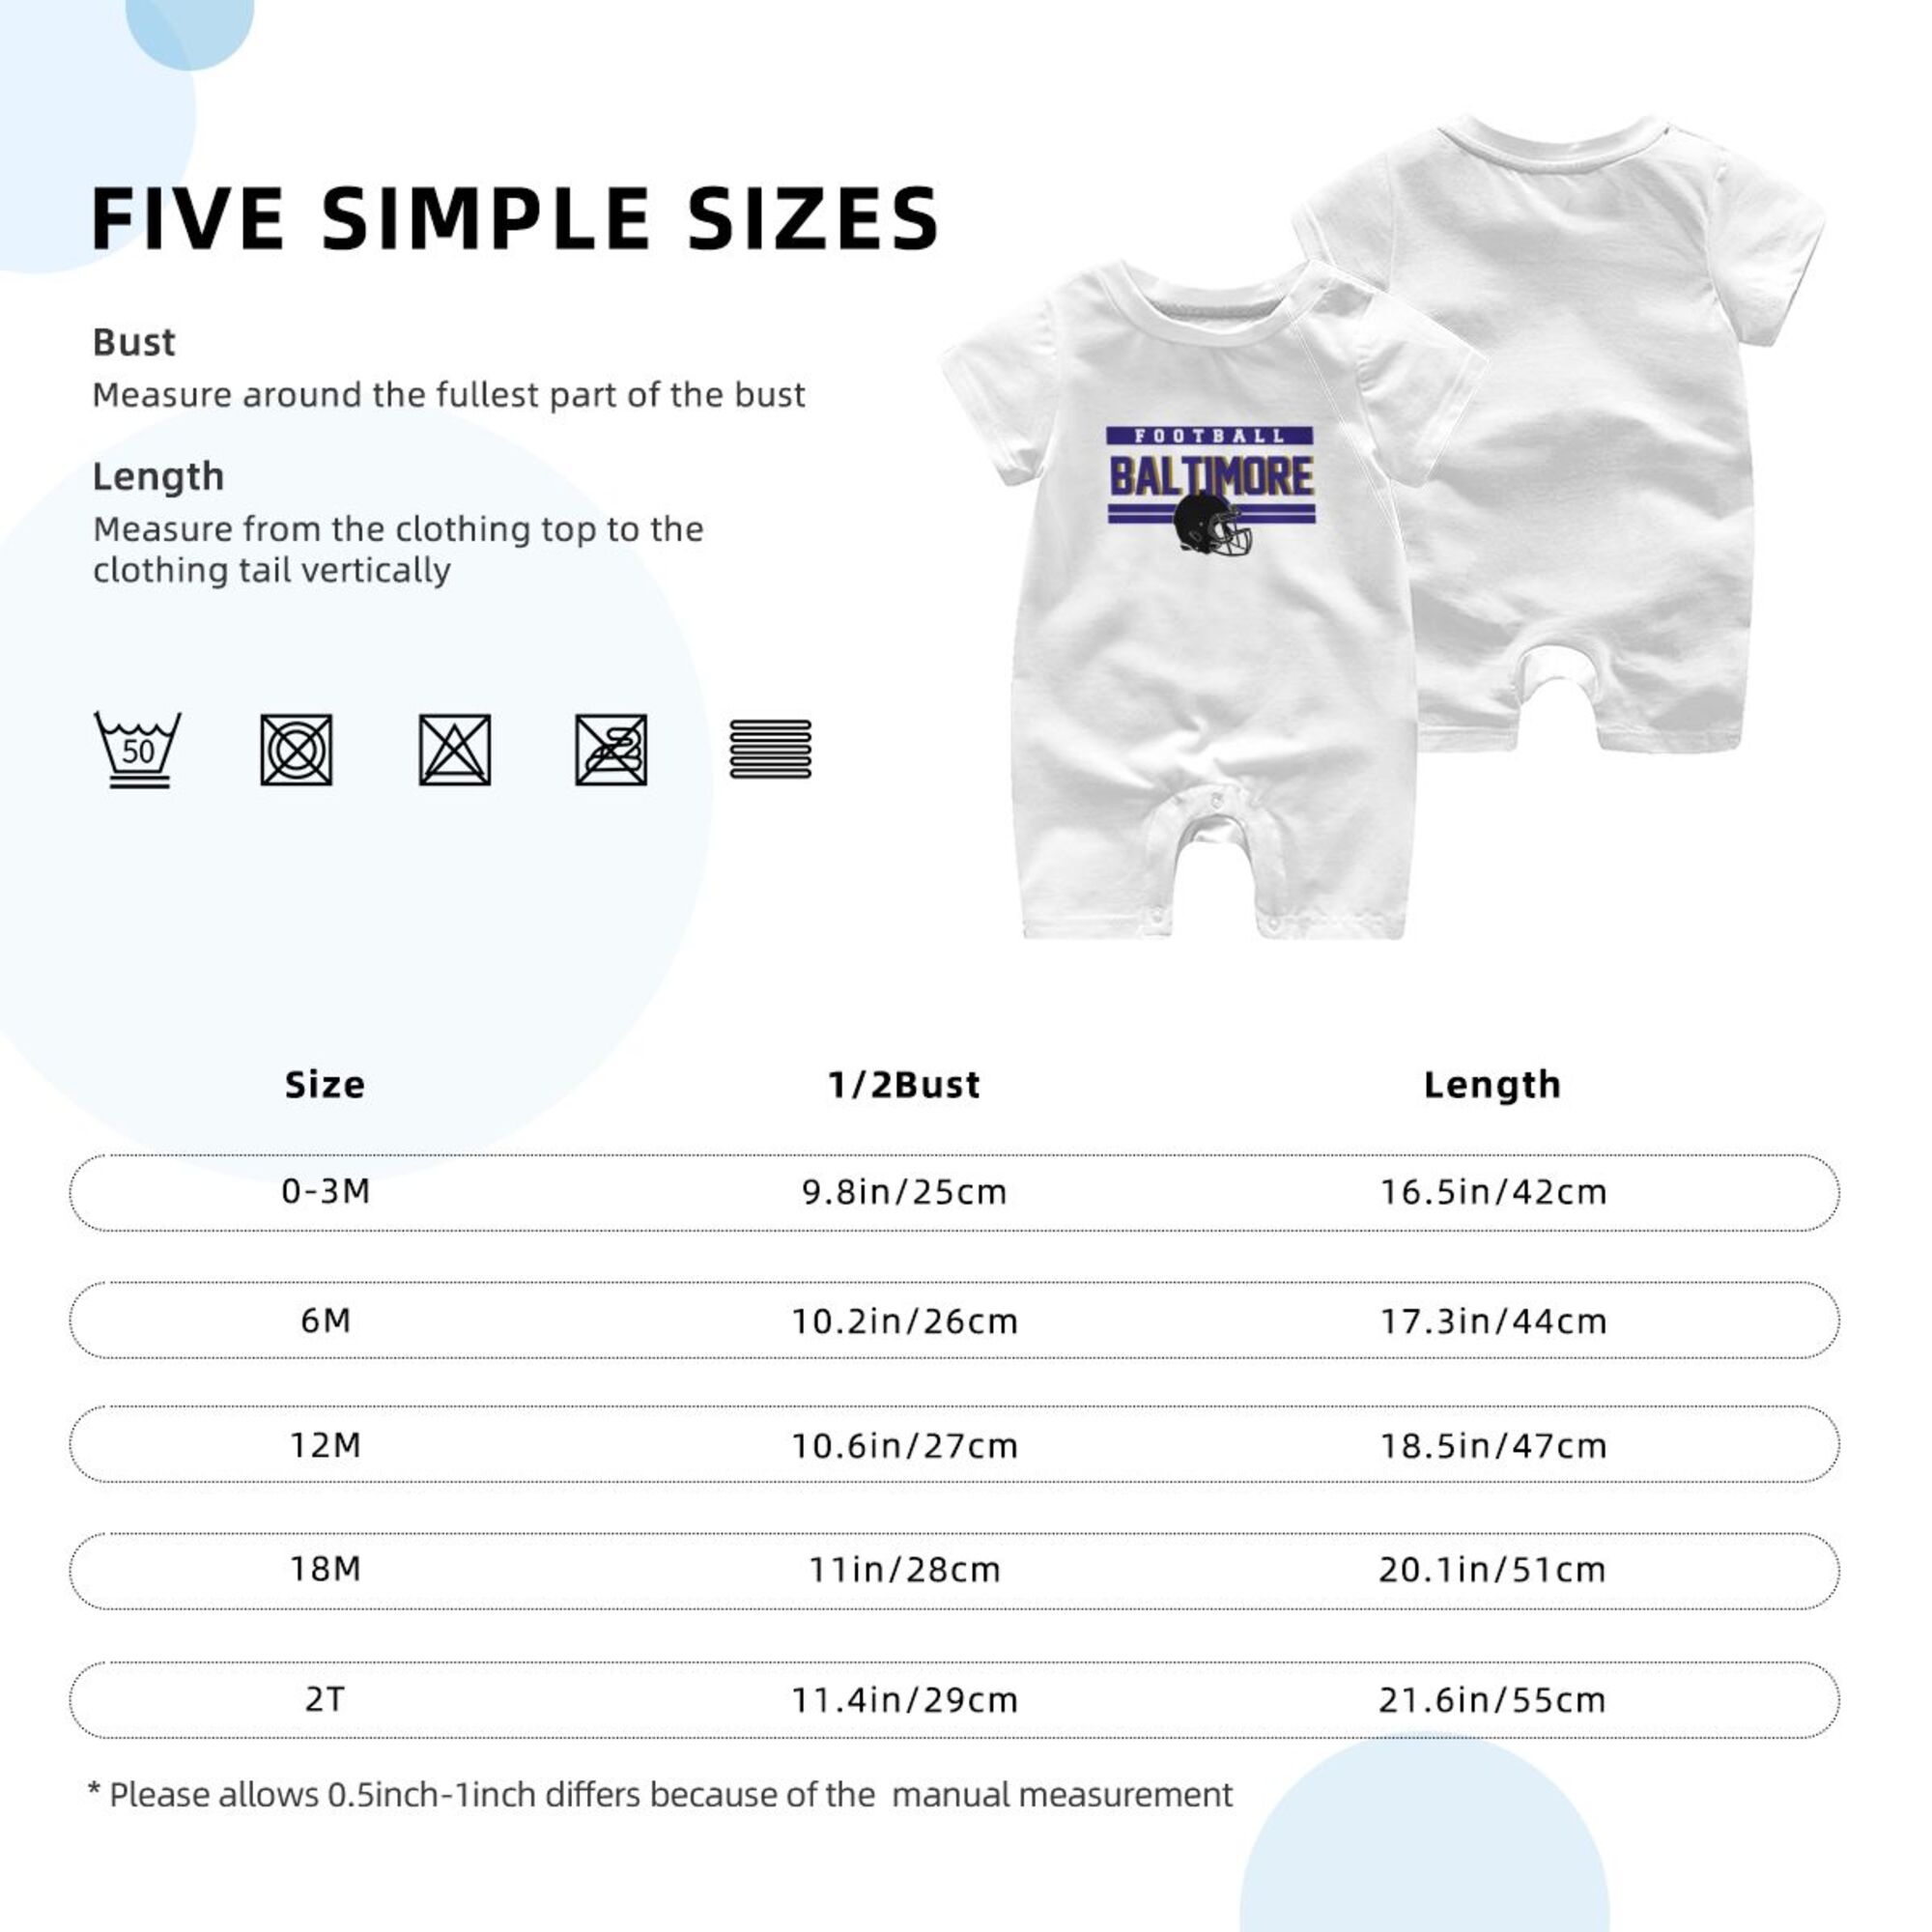 FIVE SIMPLE SIZES
Bust
Measure around the fullest part of the bust
Length
Measure from the clothing top to the
clothing tail vertically
50
FOOTBALL
BALTIMORE
Size 1/2Bust Length
0-3M 9.8in/25cm 16.5in/42cm
6M 10.2in/26cm 17.3in/44cm
12M 10.6in/27cm 18.5in/47cm
18M 11in/28cm 20.1in/51cm
2T 11.4in/29cm 21.6in/55cm
* Please allows 0.5inch-1inch differs because of the manual measurement